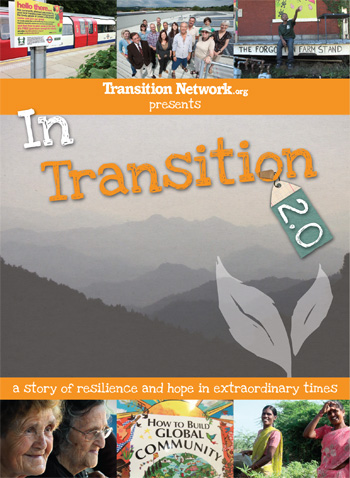 hello there...
THE FORGOTTEN FARM STAND
Transition Network.org
presents
In
Transition
2.0
a story of resilience and hope in extraordinary times
HOW TO BUILD
GLOBAL
COMMUNITY